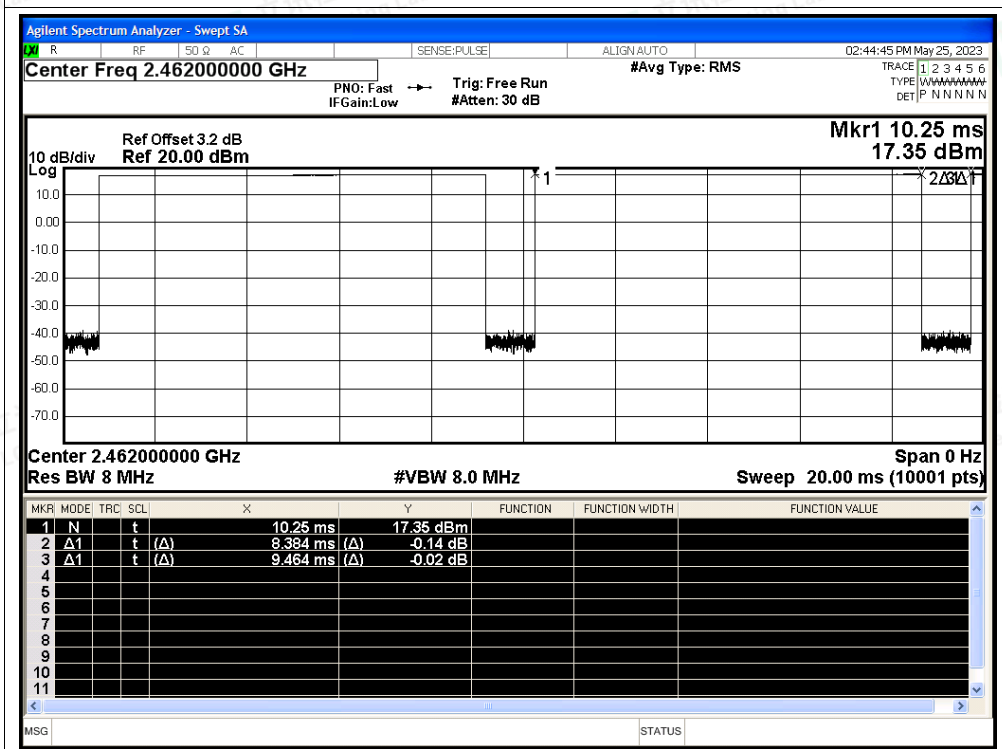 Agilent Spectrum Analyzer - Swept SA
LXI R RF 50 Ω AC SENSE:PULSE ALIGN AUTO 02:44:45 PM May 25, 2023
Center Freq 2.462000000 GHz #Avg Type: RMS TRACE 1 2 3 4 5 6
PNO: Fast Trig: Free Run TYPE W
IFGain:Low #Atten: 30 dB DET P N N N N N
Mkr1 10.25 ms
Ref Offset 3.2 dB
10 dB/div Ref 20.00 dBm 17.35 dBm
Log
1 2Δ1 3Δ1
10.0
0.00
-10.0
-20.0
-30.0
-40.0
-50.0
-60.0
-70.0
Center 2.462000000 GHz Span 0 Hz
Res BW 8 MHz #VBW 8.0 MHz Sweep 20.00 ms (10001 pts)
MKR MODE TRC SCL X Y FUNCTION FUNCTION WIDTH FUNCTION VALUE
1 N t 10.25 ms 17.35 dBm
2 Δ1 t (Δ) 8.384 ms (Δ) -0.14 dB
3 Δ1 t (Δ) 9.464 ms (Δ) -0.02 dB
4
5
6
7
8
9
10
11
MSG STATUS